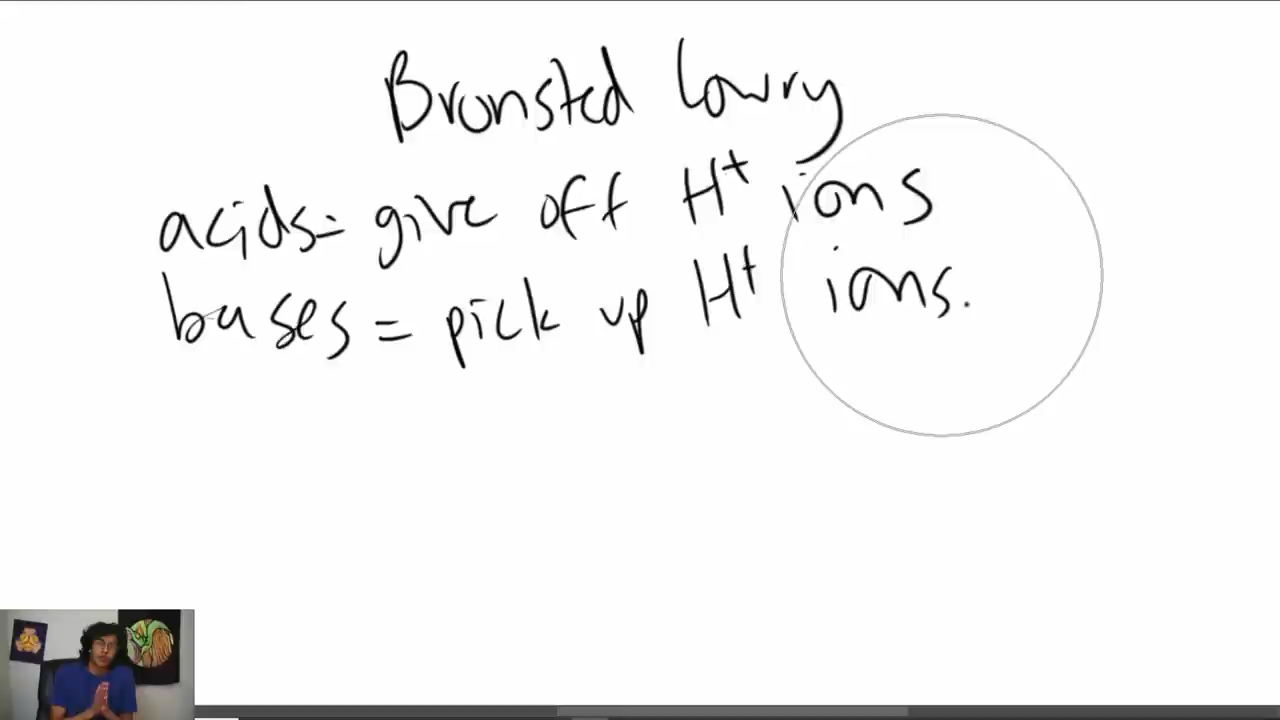 Bronsted lowry
acids= give off H⁺ ions
bases = pick up H⁺ ions.